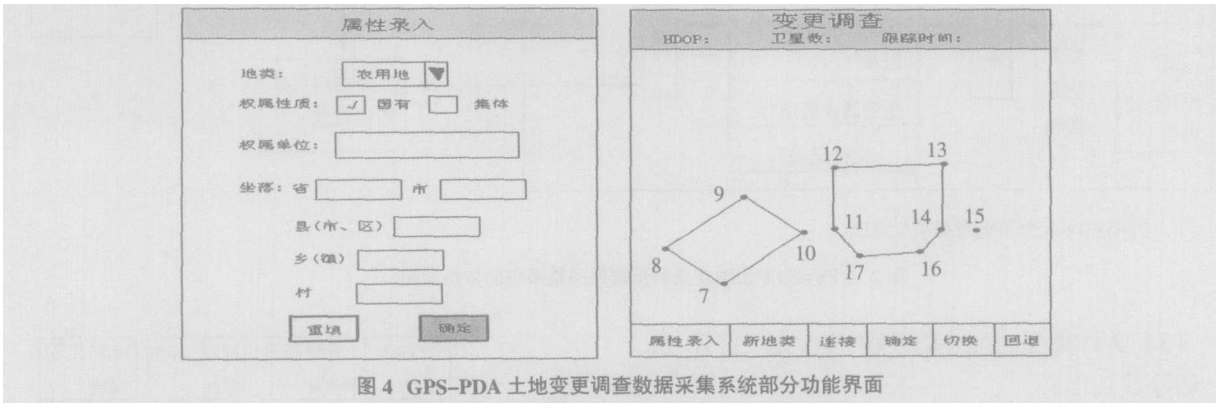 属性录入
地类： 农用地
权属性质： √ 国有 集体
权属单位：
坐落：省 市
县（市、区）
乡（镇）
村
重填 确定
变更调查
HDOP： 卫星数： 跟踪时间：
12 13
9
11 14 15
8 10
17 16
7
属性录入 新地类 连接 确定 切换 回退
图 4 GPS–PDA 土地变更调查数据采集系统部分功能界面